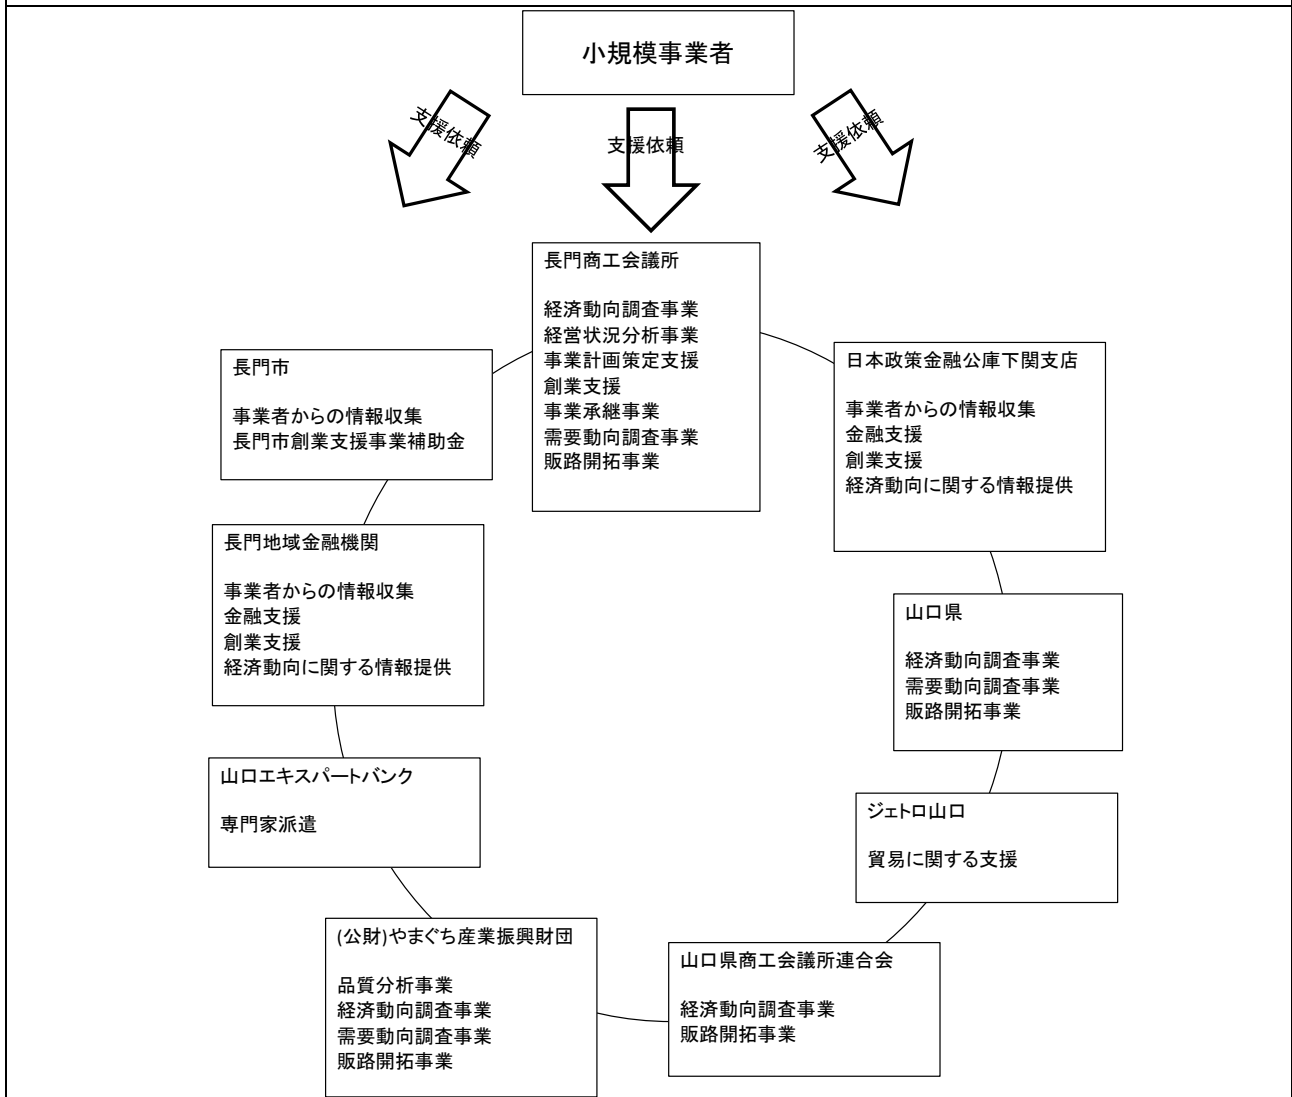 小規模事業者
支援依頼
支援依頼
支援依頼
長門商工会議所
経済動向調査事業
経営状況分析事業
事業計画策定支援
創業支援
事業承継事業
需要動向調査事業
販路開拓事業
長門市
事業者からの情報収集
長門市創業支援事業補助金
日本政策金融公庫下関支店
事業者からの情報収集
金融支援
創業支援
経済動向に関する情報提供
長門地域金融機関
事業者からの情報収集
金融支援
創業支援
経済動向に関する情報提供
山口県
経済動向調査事業
需要動向調査事業
販路開拓事業
山口エキスパートバンク
専門家派遣
ジェトロ山口
貿易に関する支援
(公財)やまぐち産業振興財団
品質分析事業
経済動向調査事業
需要動向調査事業
販路開拓事業
山口県商工会議所連合会
経済動向調査事業
販路開拓事業